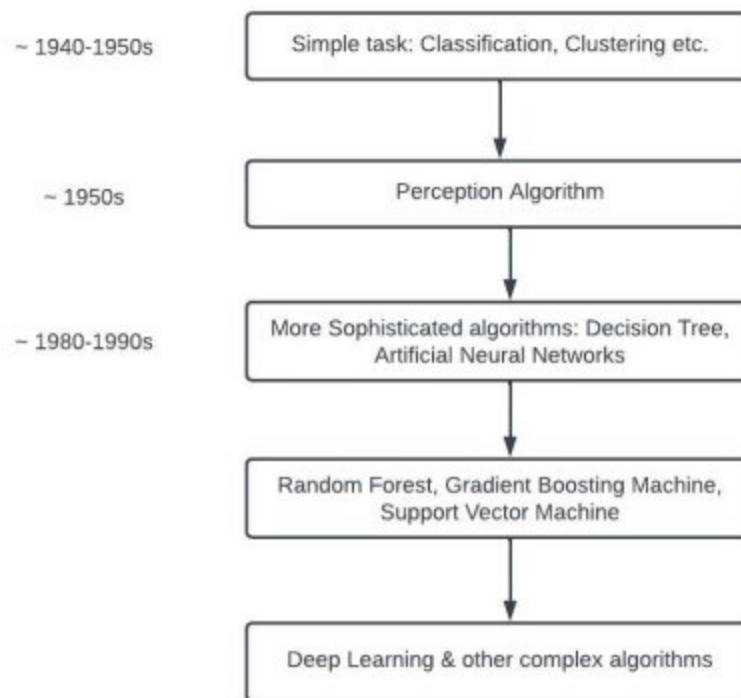 ~ 1940-1950s
Simple task: Classification, Clustering etc.
~ 1950s
Perception Algorithm
~ 1980-1990s
More Sophisticated algorithms: Decision Tree,
Artificial Neural Networks
Random Forest, Gradient Boosting Machine,
Support Vector Machine
Deep Learning & other complex algorithms